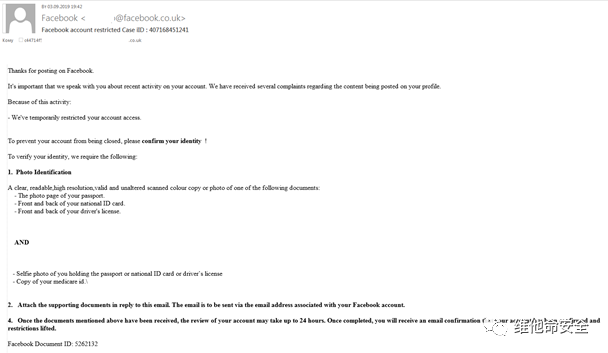 Вт 03.09.2019 19:42
Facebook < @facebook.co.uk>
Facebook account restricted Case ID : 407168451241
Кому
.co.uk
Thanks for posting on Facebook.
It's important that we speak with you about recent activity on your account. We have received several complaints regarding the content being posted on your profile.
Because of this activity:
- We've temporarily restricted your account access.
To prevent your account from being closed, please confirm your identity !
To verify your identity, we require the following:
1. Photo Identification
A clear, readable,high resolution,valid and unaltered scanned colour copy or photo of one of the following documents:
- The photo page of your passport.
- Front and back of your national ID card.
- Front and back of your driver's license.
AND
- Selfie photo of you holding the passport or national ID card or driver`s license
- Copy of your medicare id.\
2. Attach the supporting documents in reply to this email. The email is to be sent via the email address associated with your Facebook account.
4. Once the documents mentioned above have been received, the review of your account may take up to 24 hours. Once completed, you will receive an email confirmation and
restrictions lifted.
Facebook Document ID: 5262132
维他命安全